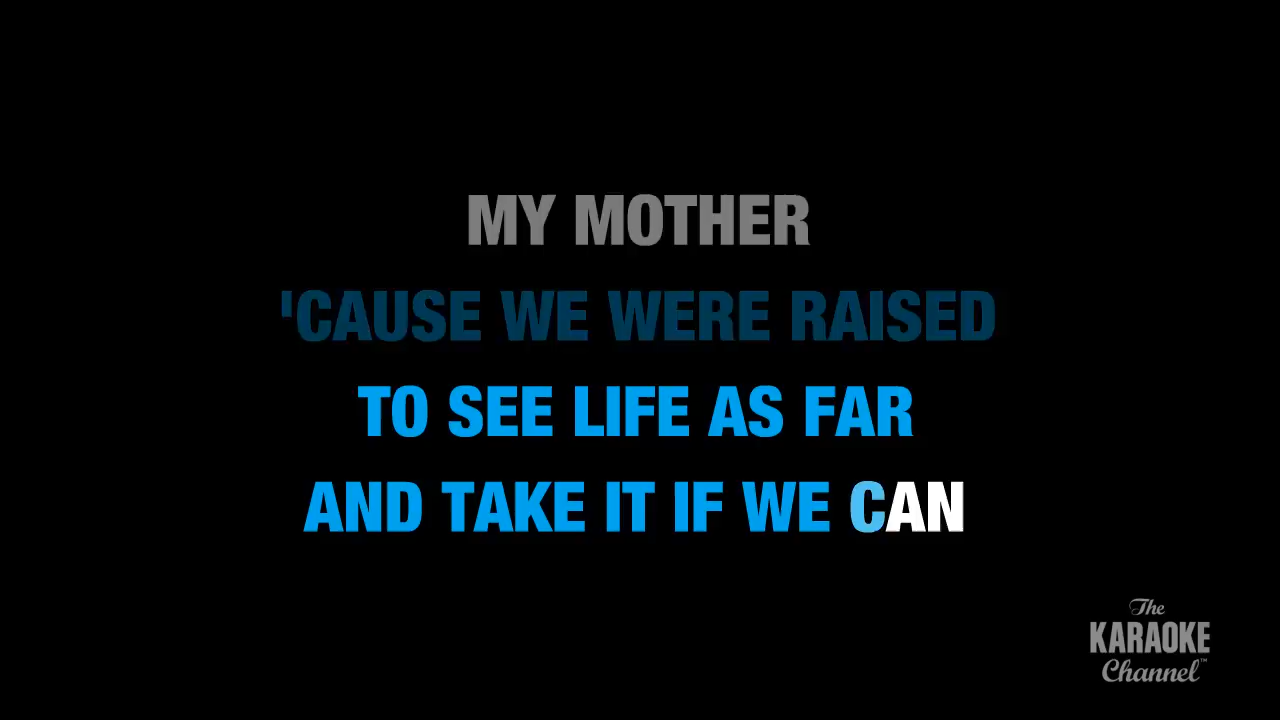 MY MOTHER
'CAUSE WE WERE RAISED
TO SEE LIFE AS FAR
AND TAKE IT IF WE CAN
The
KARAOKE
Channel™